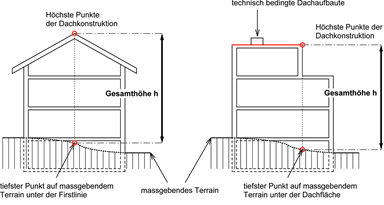 technisch bedingte Dachaufbaute
Höchste Punkte
der Dachkonstruktion
Höchste Punkte der
Dachkonstruktion
Gesamthöhe h
Gesamthöhe h
tiefster Punkt auf massgebendem
Terrain unter der Firstlinie
massgebendes Terrain
tiefster Punkt auf massgebendem
Terrain unter der Dachfläche